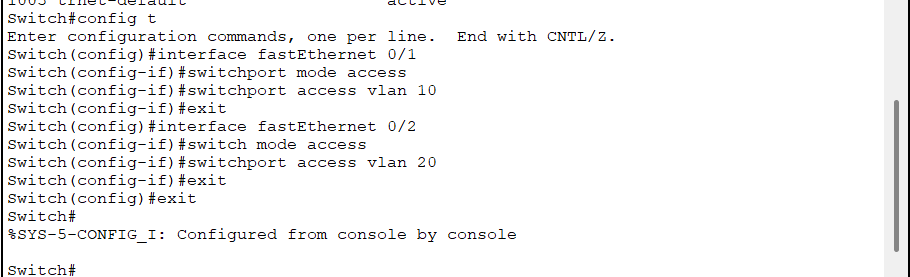 1003 trnet-default active
Switch#config t
Enter configuration commands, one per line.  End with CNTL/Z.
Switch(config)#interface fastEthernet 0/1
Switch(config-if)#switchport mode access
Switch(config-if)#switchport access vlan 10
Switch(config-if)#exit
Switch(config)#interface fastEthernet 0/2
Switch(config-if)#switch mode access
Switch(config-if)#switchport access vlan 20
Switch(config-if)#exit
Switch(config)#exit
Switch#
%SYS-5-CONFIG_I: Configured from console by console
Switch#